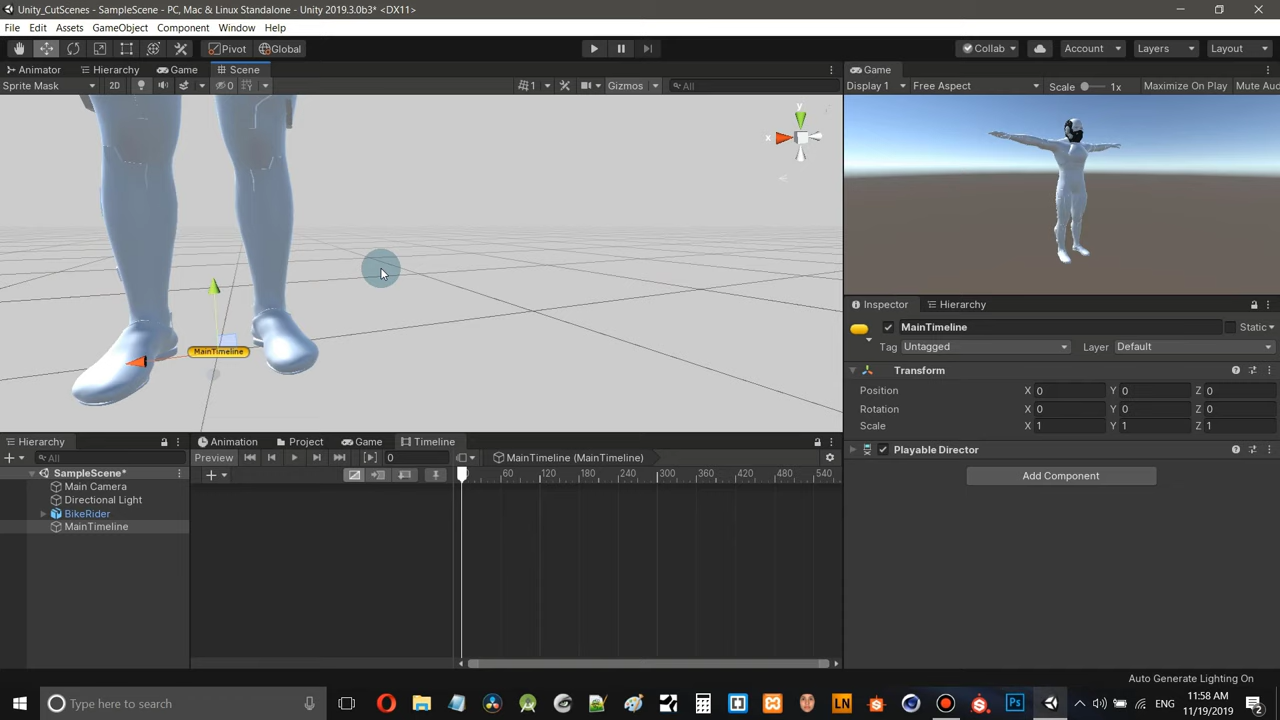 Unity_CutScenes - SampleScene - PC, Mac & Linux Standalone - Unity 2019.3.0b3* <DX11>
File Edit Assets GameObject Component Window Help
Pivot Global Collab Account Layers Layout
Animator Hierarchy Game Scene Game
Sprite Mask 2D 0 1 Gizmos All Display 1 Free Aspect Scale 1x Maximize On Play Mute Aud
y
x
MainTimeline
Inspector Hierarchy
MainTimeline Static
Tag Untagged Layer Default
Transform
Position X 0 Y 0 Z 0
Rotation X 0 Y 0 Z 0
Scale X 1 Y 1 Z 1
Playable Director
Add Component
Hierarchy Animation Project Game Timeline
All Preview 0 MainTimeline (MainTimeline)
SampleScene* 60 120 180 240 300 360 420 480 540
Main Camera
Directional Light
BikeRider
MainTimeline
Auto Generate Lighting On
Type here to search ENG 11:58 AM
11/19/2019 2